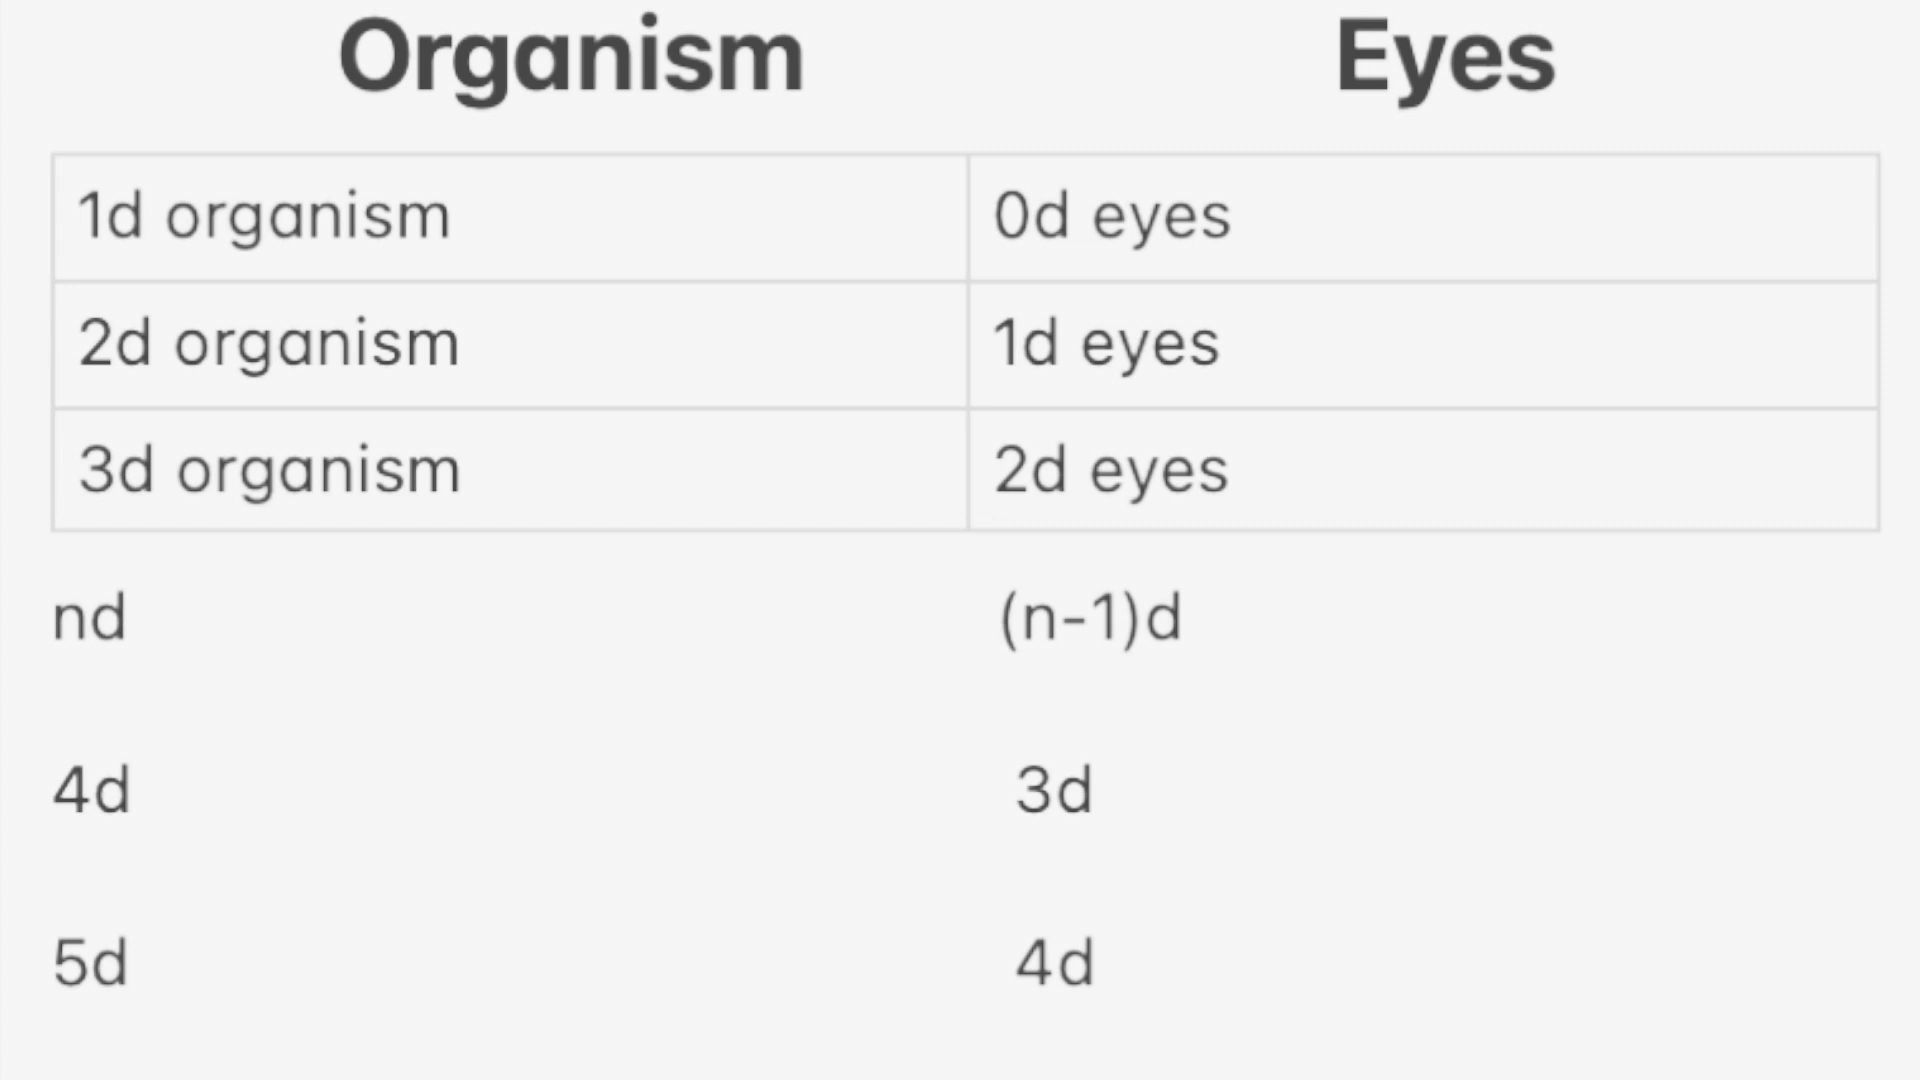 Organism Eyes
1d organism 0d eyes
2d organism 1d eyes
3d organism 2d eyes
nd (n-1)d
4d 3d
5d 4d